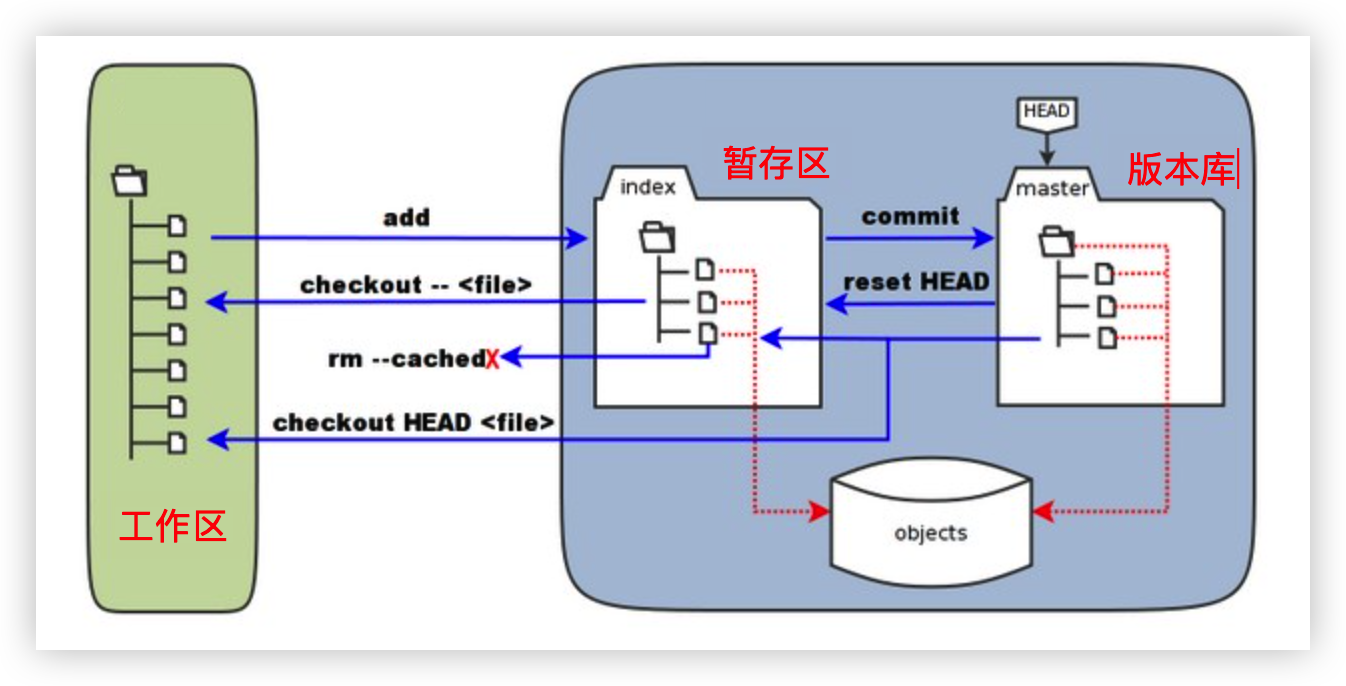 HEAD
暂存区
版本库
index
master
add
commit
checkout -- <file>
reset HEAD
rm --cachedX
checkout HEAD <file>
工作区
objects